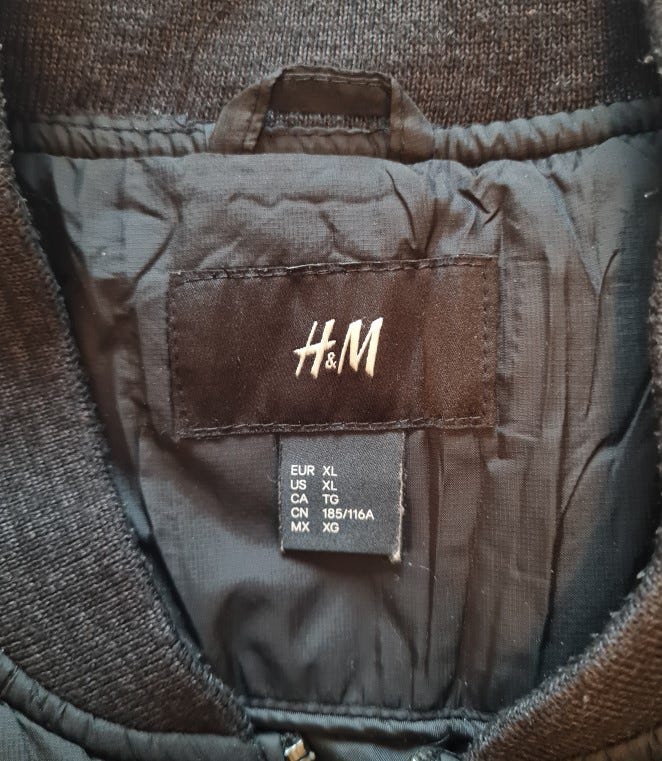 H&M
EUR XL
US XL
CA TG
CN 185/116A
MX XG